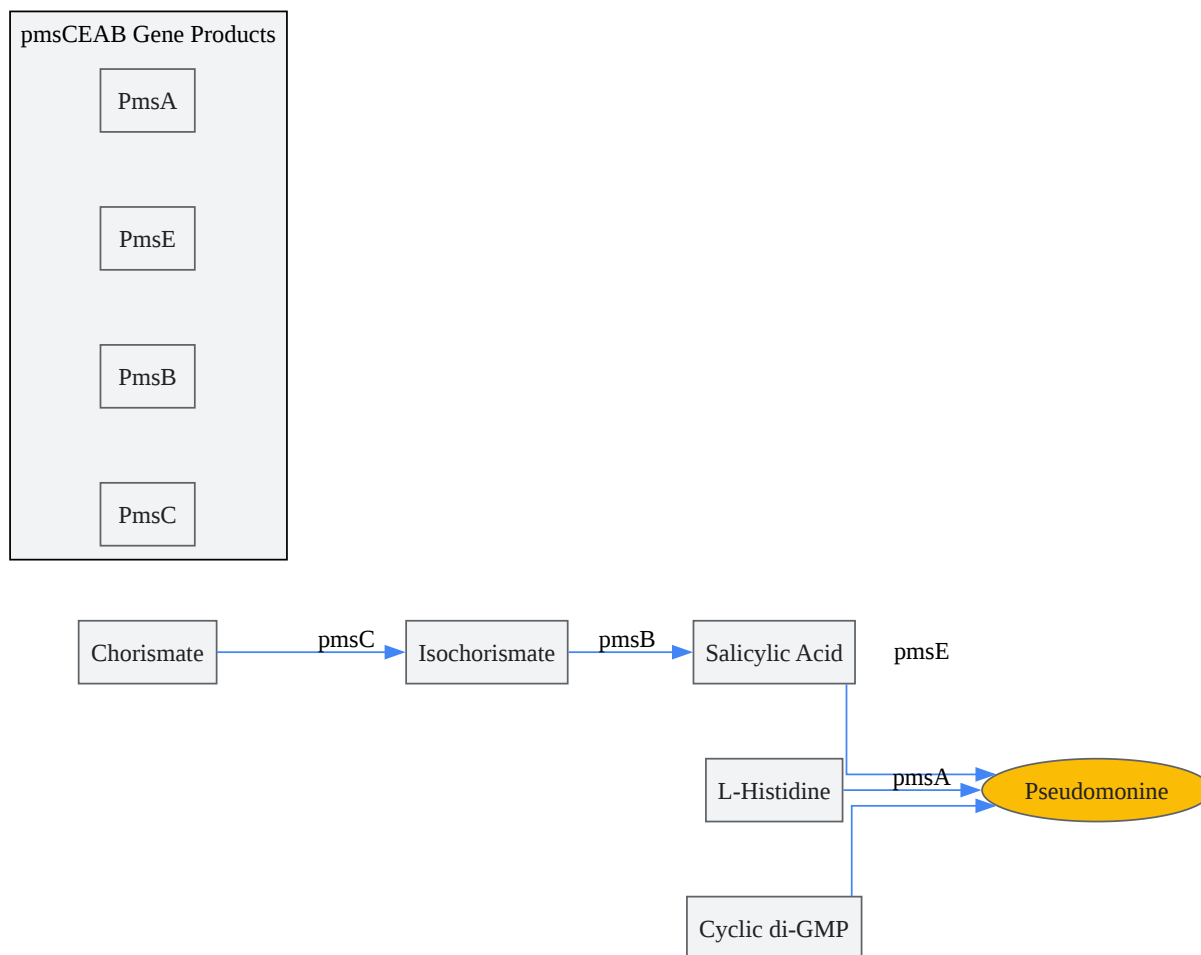 pmsCEAB Gene Products
PmsA
PmsE
PmsB
PmsC
Chorismate
pmsC
Isochorismate
pmsB
Salicylic Acid
pmsE
L-Histidine
pmsA
Pseudomonine
Cyclic di-GMP